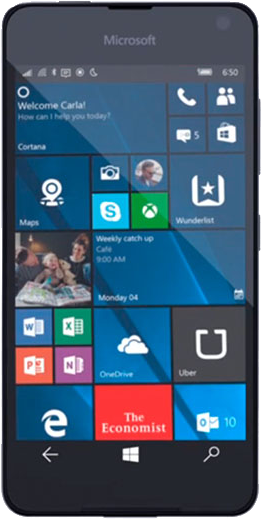 Microsoft
6:50
Welcome Carla!
How can I help you today?
Cortana
5
Maps
Wunderlist
Weekly catch up
Café
9:00 AM
Monday 04
OneDrive
Uber
The
Economist
10